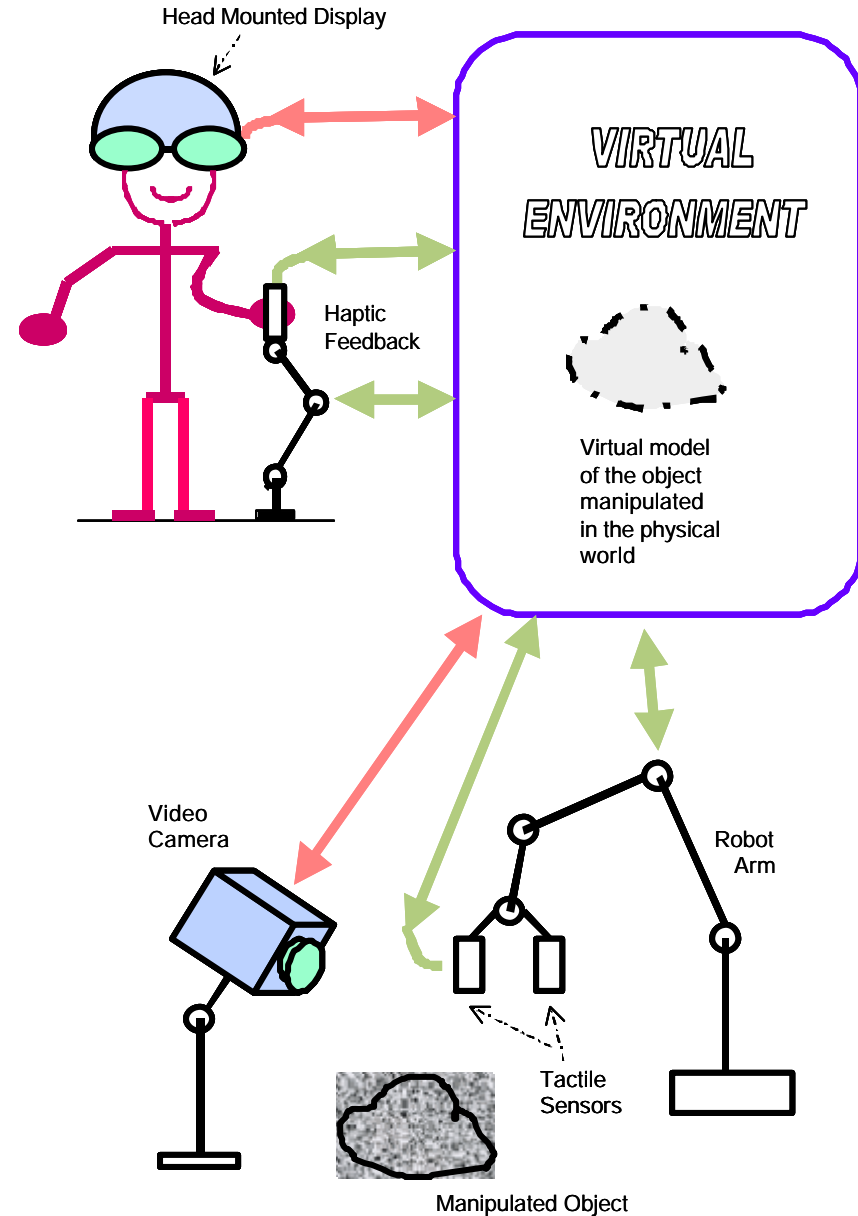 Head Mounted Display
VIRTUAL
ENVIRONMENT
Haptic
Feedback
Virtual model
of the object
manipulated
in the physical
world
Video
Camera
Robot
Arm
Tactile
Sensors
Manipulated Object